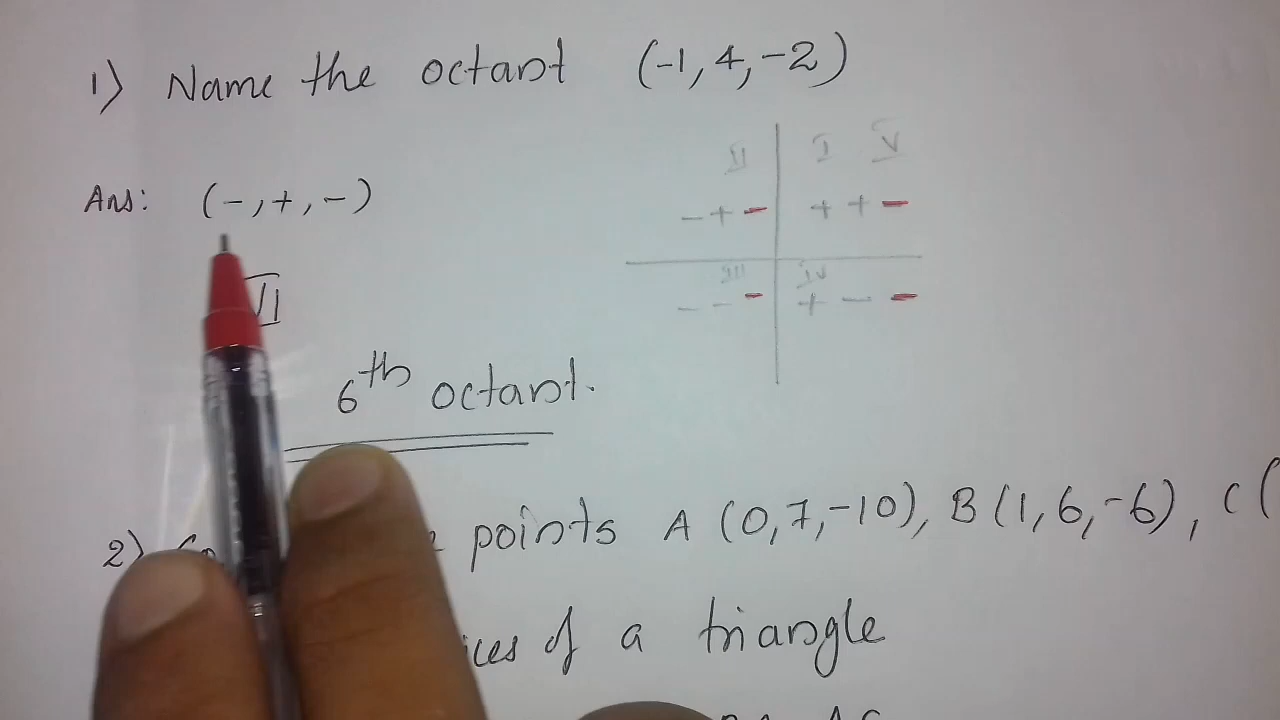 1) Name the octant (-1, 4, -2)
II I V
Ans: (-, +, -)
- + - + + -
III IV
- - - + - -
VI
6th octant.
2) points A (0, 7, -10), B (1, 6, -6), C (
of a triangle